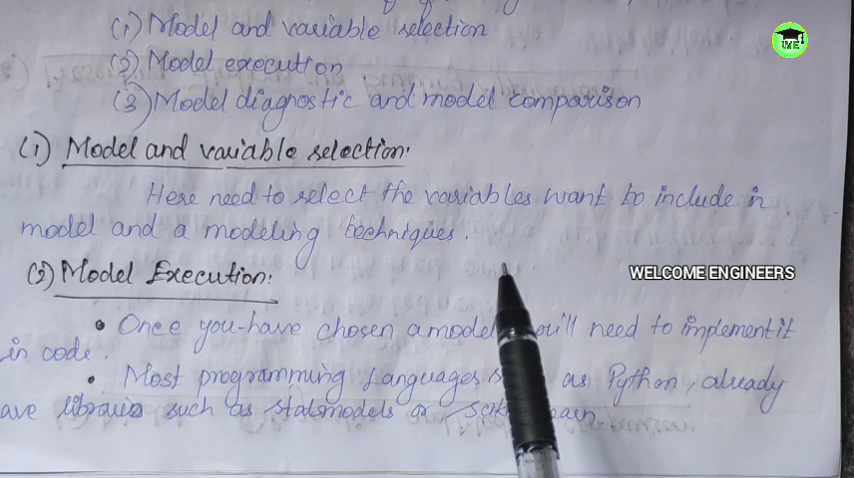 (1) Model and variable selection
(2) Model execution
(3) Model diagnostic and model comparison
(1) Model and variable selection:
Here need to select the variables want to include in
model and a modeling techniques.
(2) Model Execution:
• Once you-have chosen a model you'll need to implement it
in code.
• Most programming languages as Python, already
ave libraries such as statsmodels or
WELCOME ENGINEERS
WE